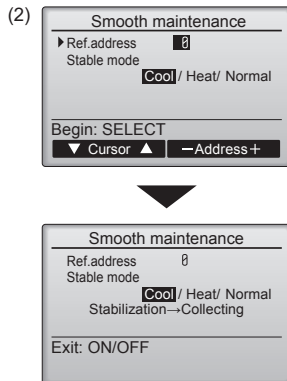 (2)
Smooth maintenance
Ref.address 0
Stable mode
Cool / Heat/ Normal
Begin: SELECT
▼ Cursor ▲ −Address+
Smooth maintenance
Ref.address 0
Stable mode
Cool / Heat/ Normal
Stabilization→Collecting
Exit: ON/OFF